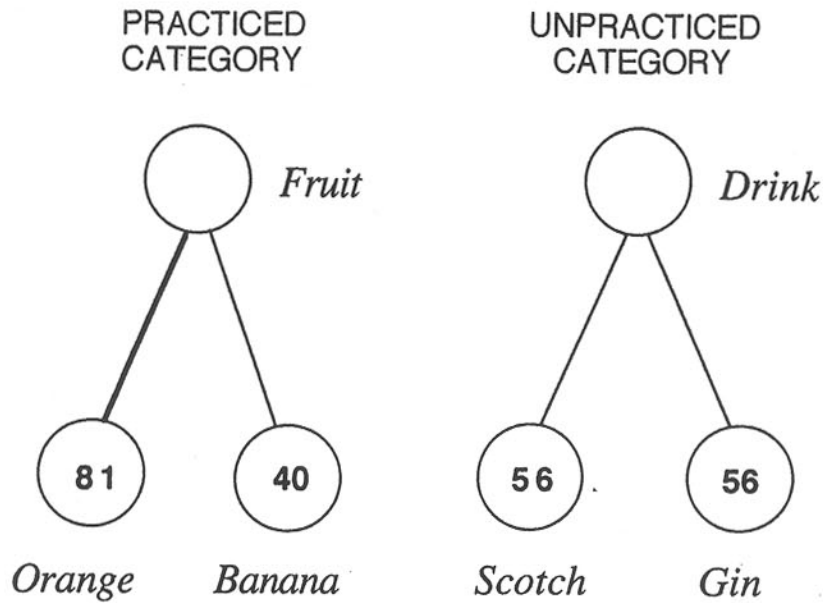 PRACTICED
CATEGORY
UNPRACTICED
CATEGORY
Fruit
Drink
81
40
56
56
Orange
Banana
Scotch
Gin